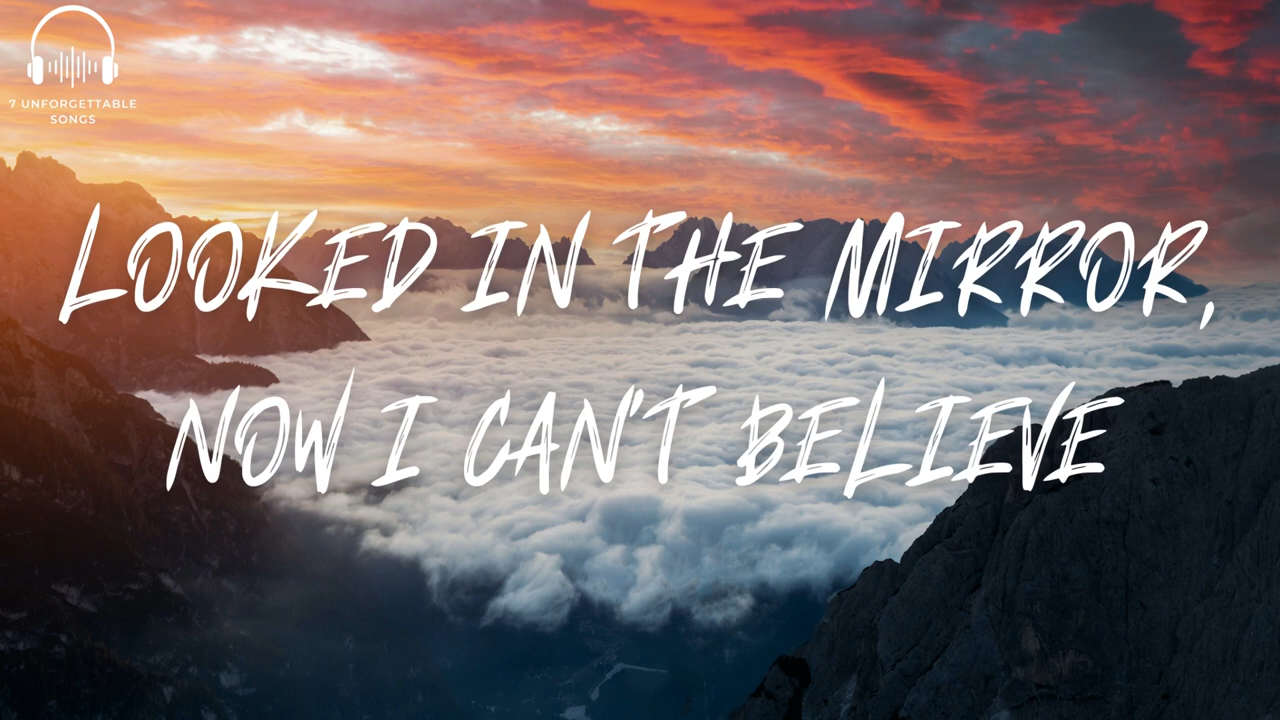 7 UNFORGETTABLE
SONGS
LOOKED IN THE MIRROR,
NOW I CAN'T BELIEVE